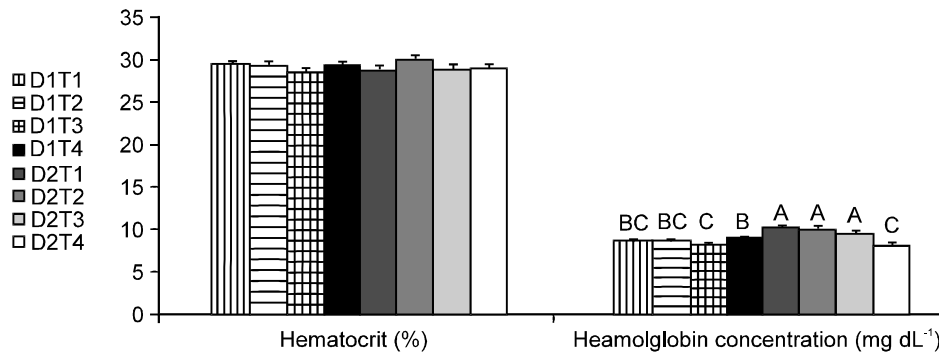 35
30
25
20
15
10
5
0
D1T1
D1T2
D1T3
D1T4
D2T1
D2T2
D2T3
D2T4
BC BC C B A A A C
Hematocrit (%)
Heamolglobin concentration (mg dL⁻¹)